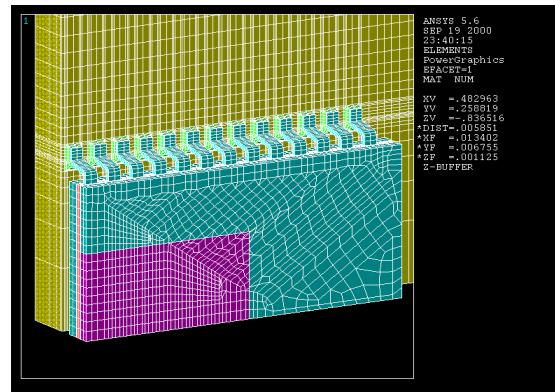 1
ANSYS 5.6
SEP 19 2000
23:40:15
ELEMENTS
PowerGraphics
EFACET=1
MAT NUM
XV =.482963
YV =.258819
ZV =-.836516
*DIST=.005851
*XF =.013402
*YF =.006755
*ZF =.001125
Z-BUFFER